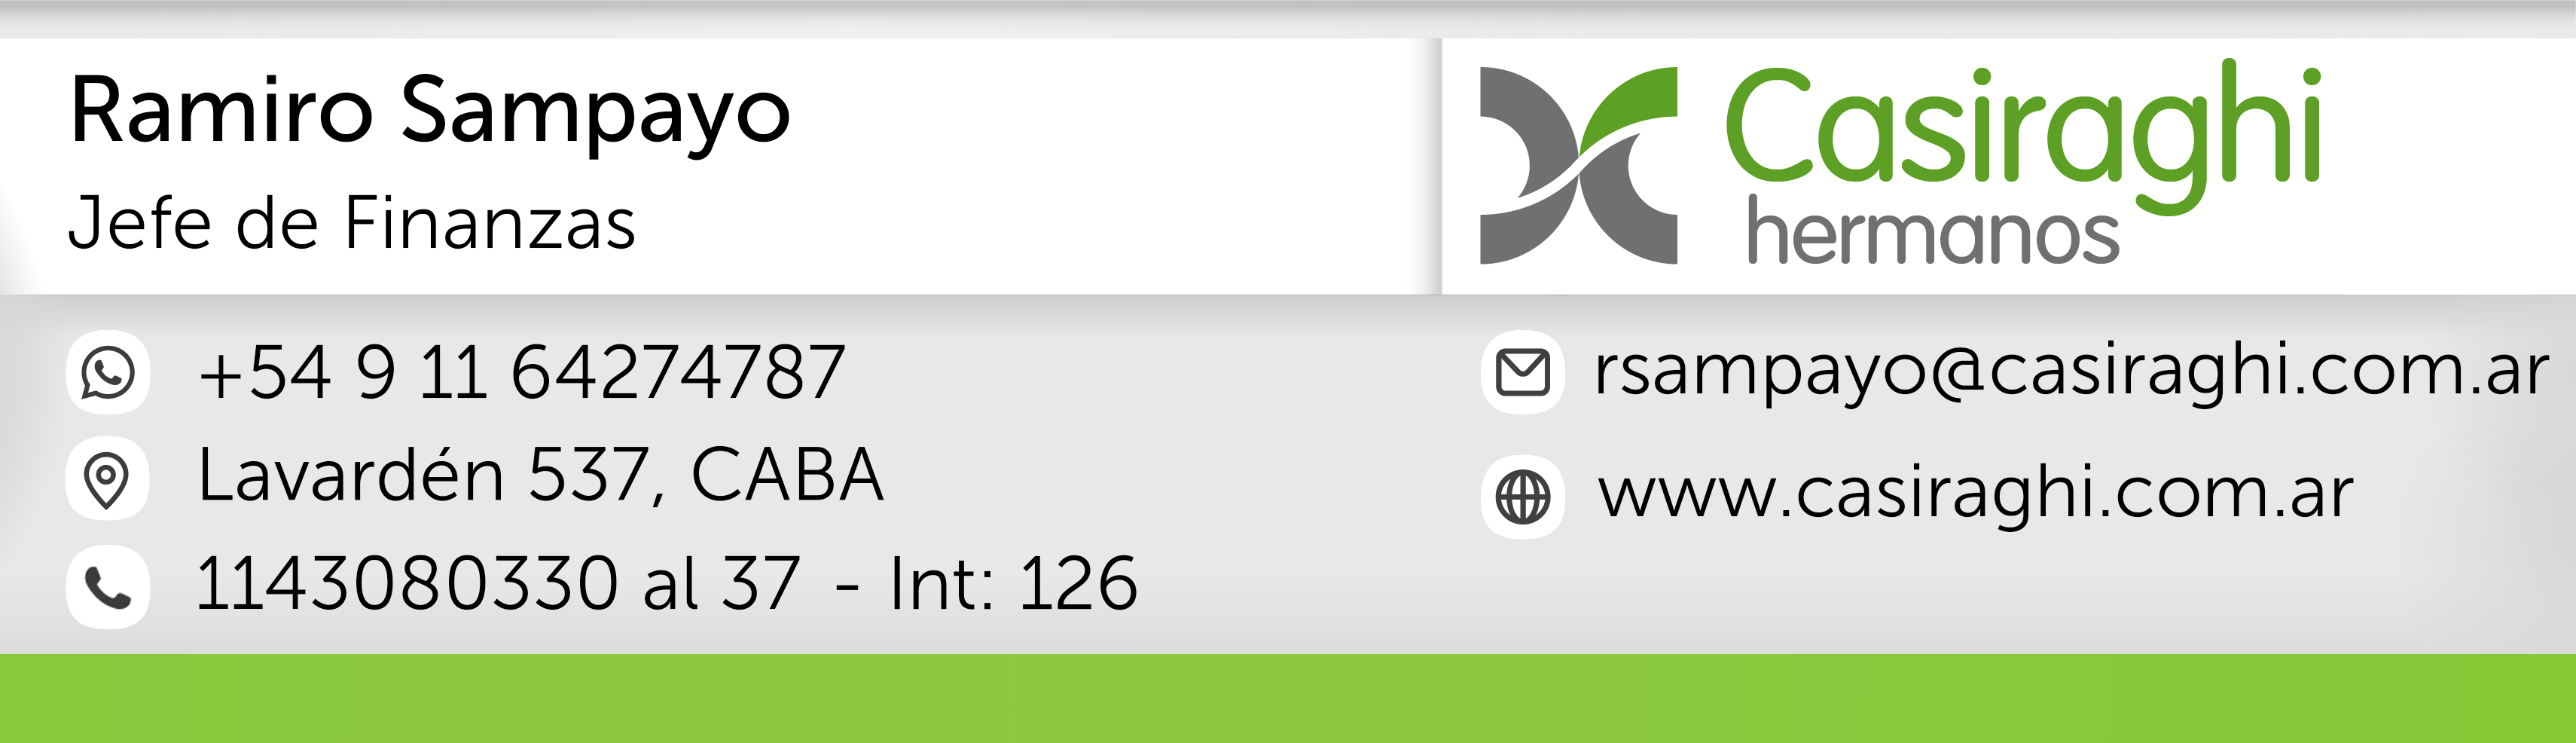 Ramiro Sampayo
Jefe de Finanzas
Casiraghi
hermanos
+54 9 11 64274787
Lavardén 537, CABA
1143080330 al 37 - Int: 126
rsampayo@casiraghi.com.ar
www.casiraghi.com.ar